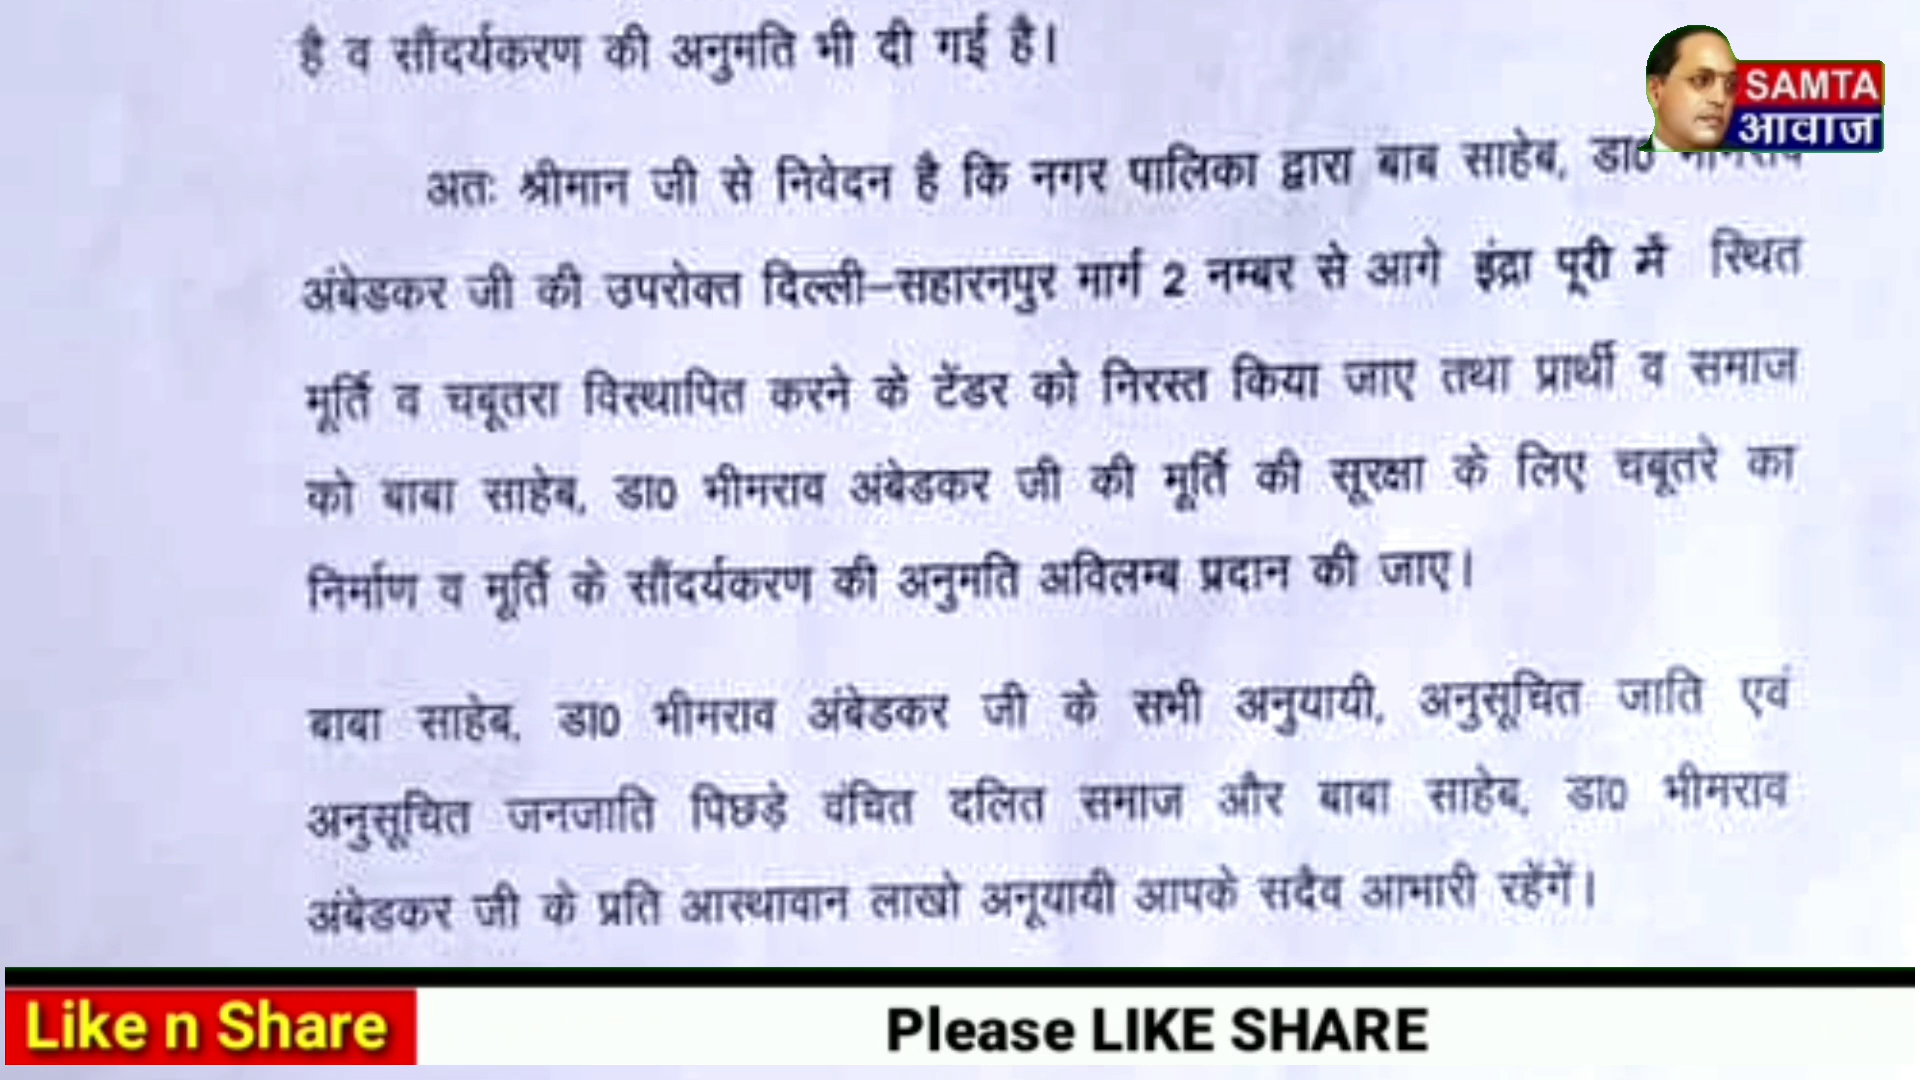 है व सौंदर्यकरण की अनुमति भी दी गई है।
SAMTA
आवाज
अतः श्रीमान जी से निवेदन है कि नगर पालिका द्वारा बाब साहेब, डा0
अंबेडकर जी की उपरोक्त दिल्ली–सहारनपुर मार्ग 2 नम्बर से आगे इंद्रा पूरी में स्थित
मूर्ति व चबूतरा विस्थापित करने के टेंडर को निरस्त किया जाए तथा प्रार्थी व समाज
को बाबा साहेब, डा0 भीमराव अंबेडकर जी की मूर्ति की सूरक्षा के लिए चबूतरे का
निर्माण व मूर्ति के सौंदर्यकरण की अनुमति अविलम्ब प्रदान की जाए।
बाबा साहेब, डा0 भीमराव अंबेडकर जी के सभी अनुयायी, अनुसूचित जाति एवं
अनुसूचित जनजाति पिछड़े वंचित दलित समाज और बाबा साहेब, डा0 भीमराव
अंबेडकर जी के प्रति आस्थावान लाखो अनूयायी आपके सदैव आभारी रहेंगें।
Like n Share
Please LIKE SHARE